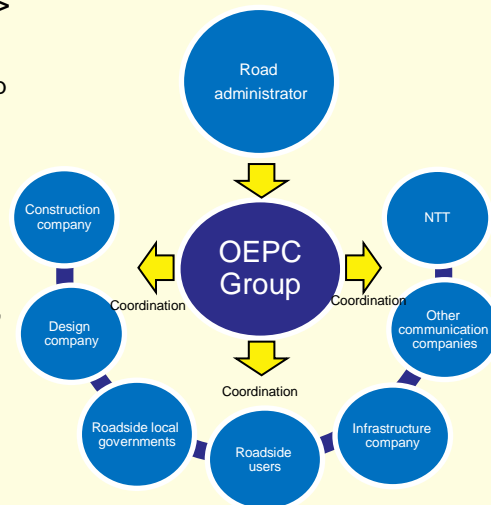 >
Road
administrator
o
Construction
company
NTT
OEPC
Group
Coordination
Coordination
Design
company
Other
communication
companies
Coordination
Roadside local
governments
Roadside
users
Infrastructure
company